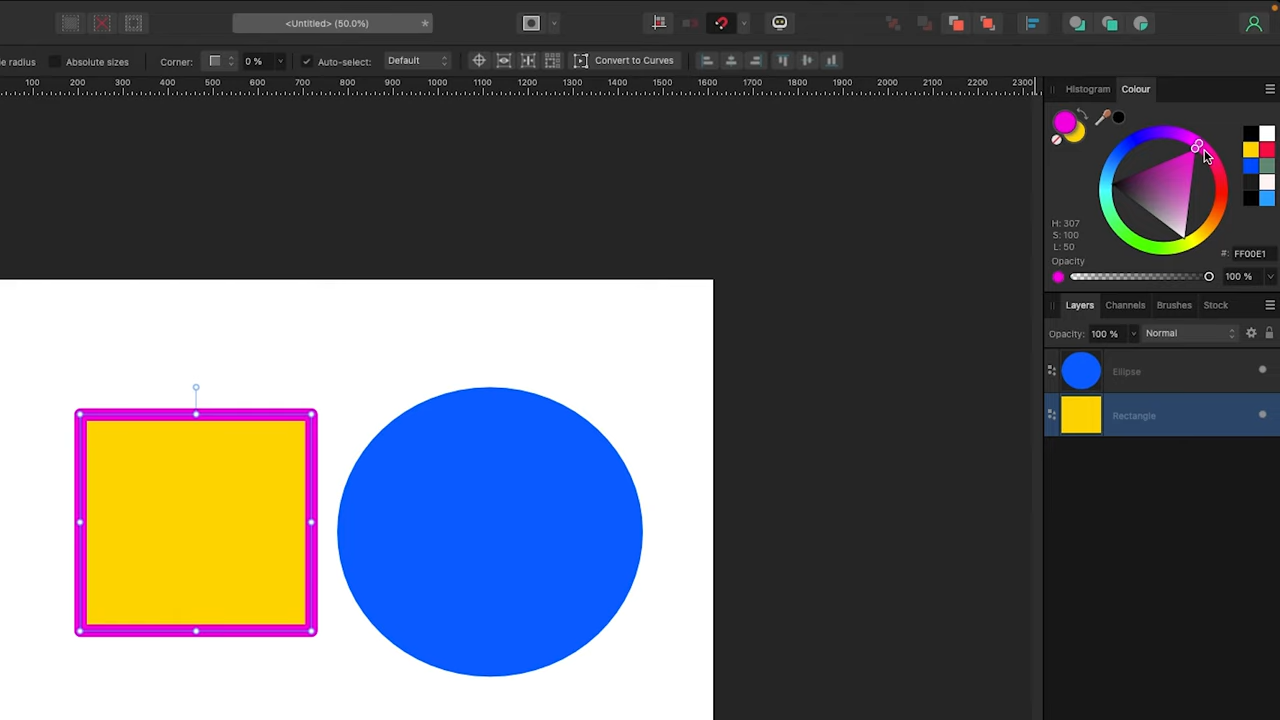 <Untitled> (50.0%)
e radius Absolute sizes Corner: 0 % Auto-select: Default Convert to Curves
100 200 300 400 500 600 700 800 900 1000 1100 1200 1300 1400 1500 1600 1700 1800 1900 2000 2100 2200 2300
Histogram Colour
H: 307
S: 100
L: 50
#: FF00E1
Opacity
100 %
Layers Channels Brushes Stock
Opacity: 100 % Normal
Ellipse
Rectangle